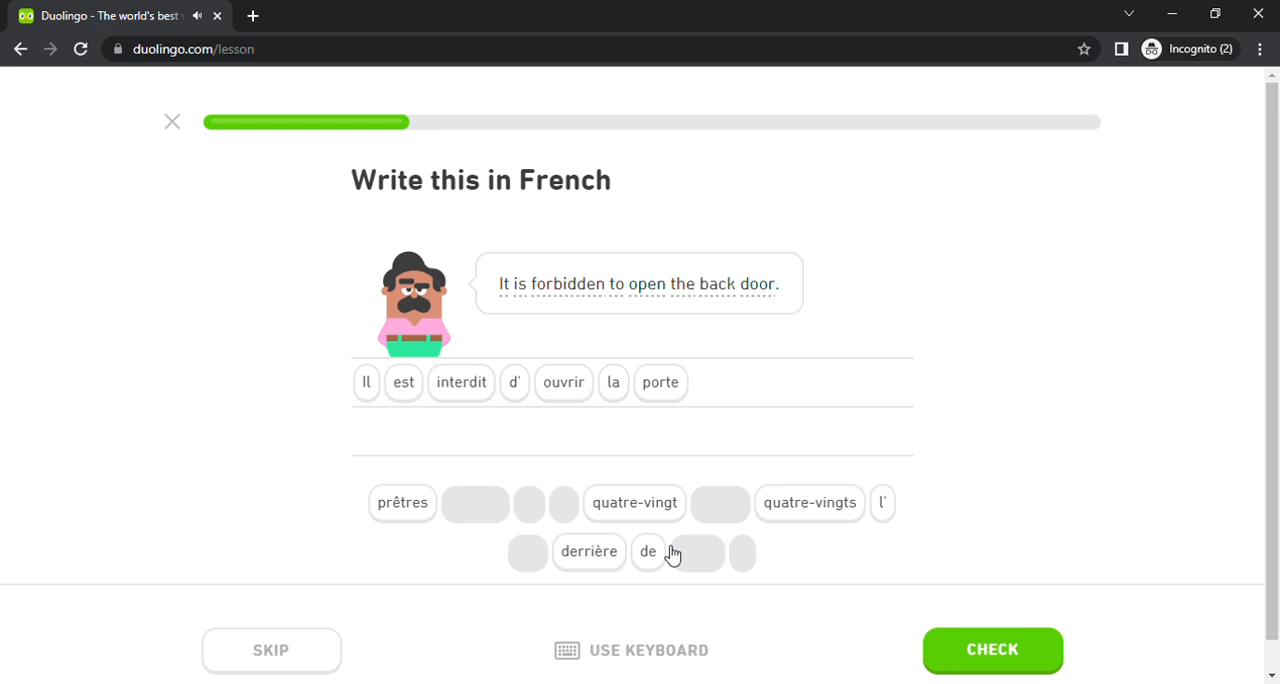 Duolingo - The world's best
duolingo.com/lesson
Incognito (2)
Write this in French
It is forbidden to open the back door.
Il est interdit d' ouvrir la porte
prêtres quatre-vingt quatre-vingts l'
derrière de
SKIP USE KEYBOARD CHECK